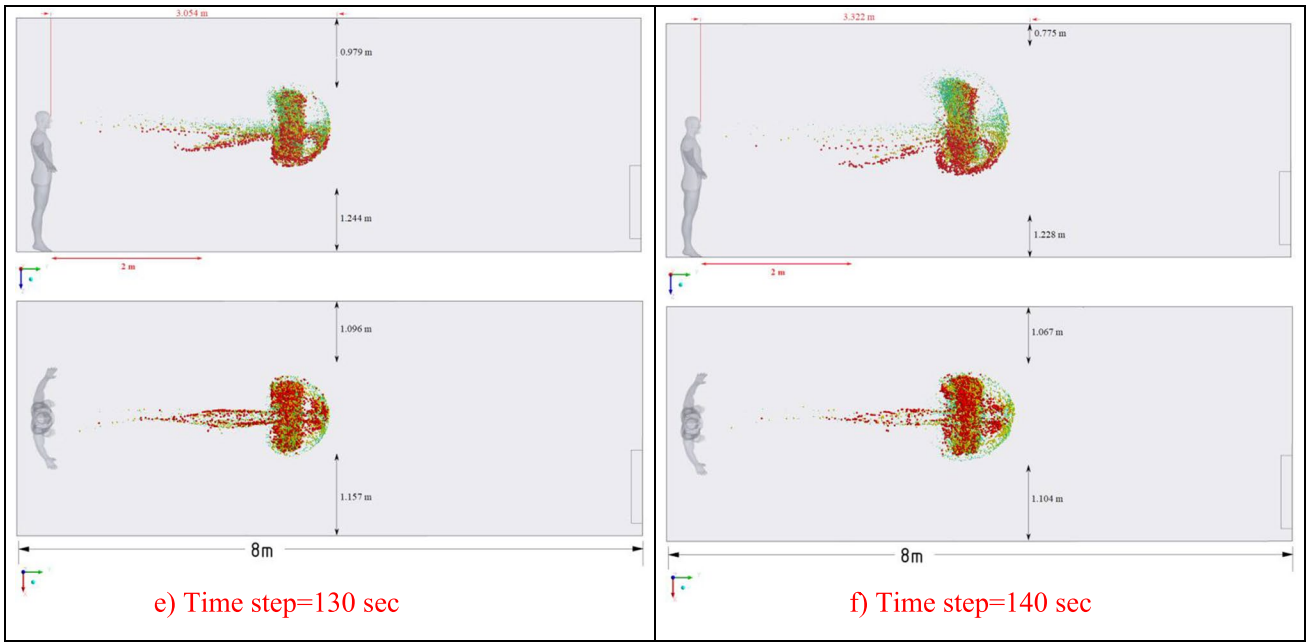 3.054 m
0.979 m
1.244 m
2 m
1.096 m
1.157 m
8m
e) Time step=130 sec
3.322 m
0.775 m
1.228 m
2 m
1.067 m
1.104 m
8m
f) Time step=140 sec